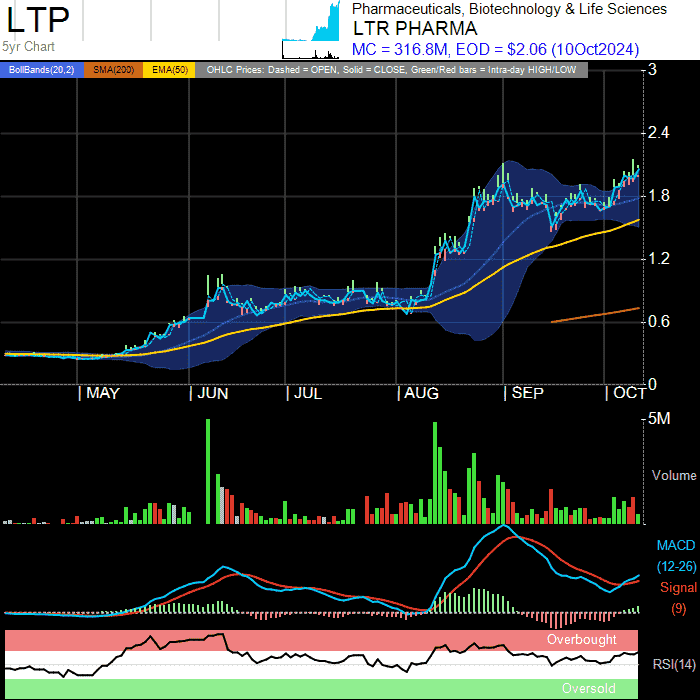 LTP
5yr Chart
Pharmaceuticals, Biotechnology & Life Sciences
LTR PHARMA
MC = 316.8M, EOD = $2.06 (10Oct2024)
BollBands(20,2) SMA(200) EMA(50) OHLC Prices: Dashed = OPEN, Solid = CLOSE, Green/Red bars = Intra-day HIGH/LOW
3
2.4
1.8
1.2
0.6
0
MAY JUN JUL AUG SEP OCT
5M
Volume
MACD
(12-26)
Signal
(9)
Overbought
RSI(14)
Oversold